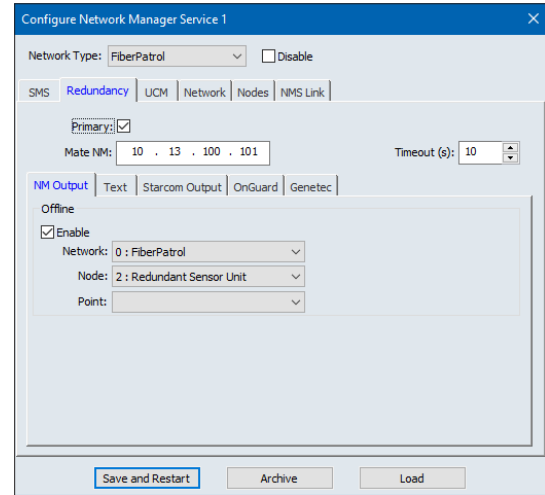 Configure Network Manager Service 1
Network Type: FiberPatrol Disable
SMS Redundancy UCM Network Nodes NMS Link
Primary:
Mate NM: 10 . 13 . 100 . 101 Timeout (s): 10
NM Output Text Starcom Output OnGuard Genetec
Offline
Enable
Network: 0 : FiberPatrol
Node: 2 : Redundant Sensor Unit
Point:
Save and Restart Archive Load